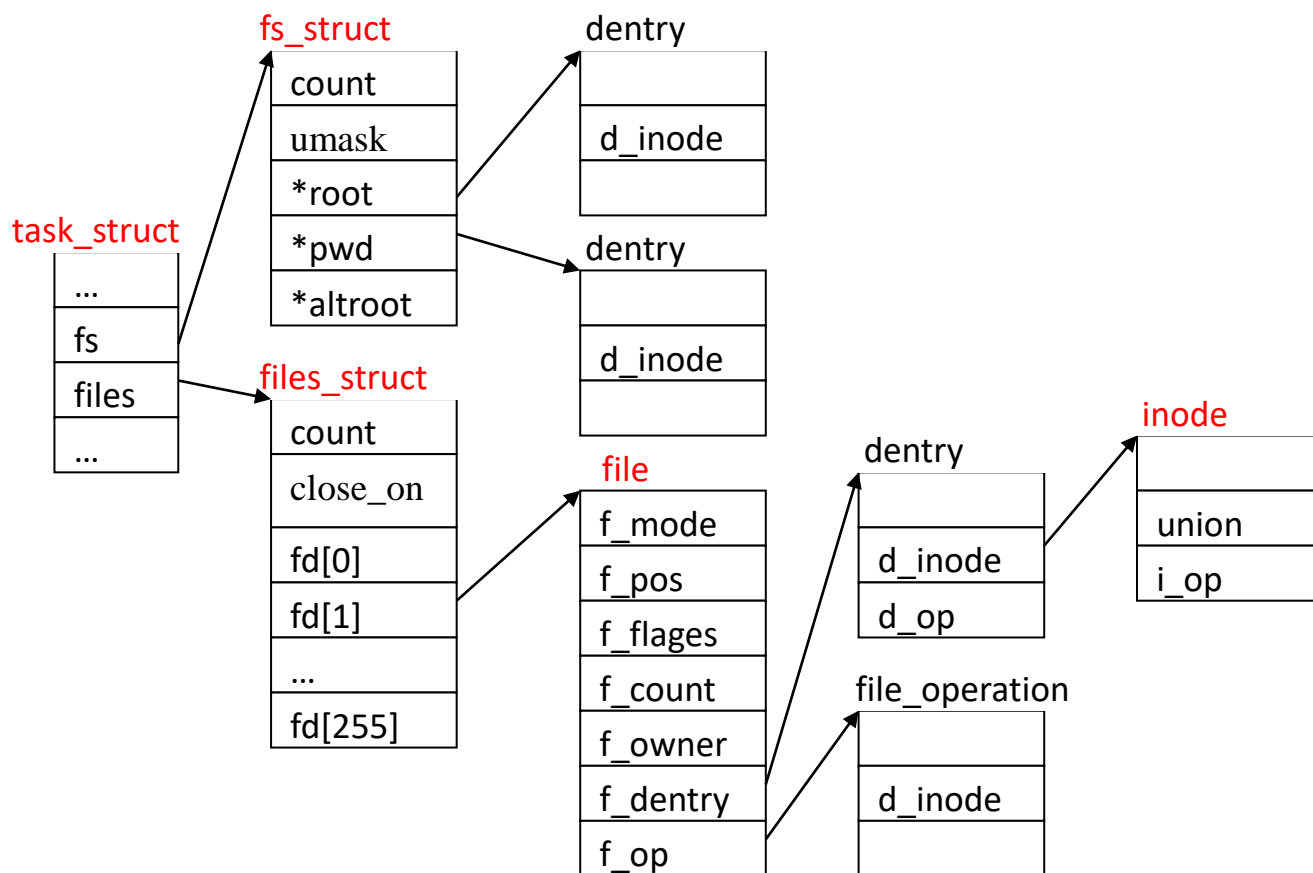 task_struct
...
fs
files
...
fs_struct
count
umask
*root
*pwd
*altroot
files_struct
count
close_on
fd[0]
fd[1]
...
fd[255]
dentry
d_inode
dentry
d_inode
file
f_mode
f_pos
f_flages
f_count
f_owner
f_dentry
f_op
dentry
d_inode
d_op
file_operation
d_inode
inode
union
i_op